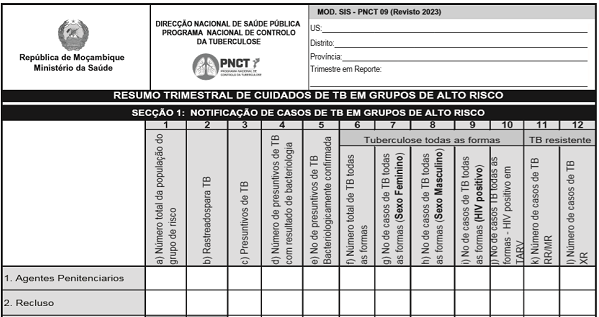 República de Moçambique
Ministério da Saúde
DIRECÇÃO NACIONAL DE SAÚDE PÚBLICA
PROGRAMA NACIONAL DE CONTROLO
DA TUBERCULOSE
PNCT
PROGRAMA NACIONAL DE
CONTROLO DA TUBERCULOSE
MOD. SIS - PNCT 09 (Revisto 2023)
US:
Distrito:
Província:
Trimestre em Reporte:
RESUMO TRIMESTRAL DE CUIDADOS DE TB EM GRUPOS DE ALTO RISCO
SECÇÃO 1: NOTIFICAÇÃO DE CASOS DE TB EM GRUPOS DE ALTO RISCO
1 2 3 4 5 6 7 8 9 10 11 12
Tuberculose todas as formas
TB resistente
a) Número total da população do
grupo de risco
b) Rastreadospara TB
c) Presuntivos de TB
d) Número de presuntivos de TB
com resultado de bacteriologia
e) No de presuntivos de TB
Bacteriologicamente confirmada
f) Número total de TB todas
as formas
g) No de casos de TB todas
as formas (Sexo Feminino)
h) No de casos de TB todas
as formas (Sexo Masculino)
i) No de casos de TB todas
as formas (HIV positivo)
j) No de casos TB todas as
formas - HIV positivo em
TARV
k) Número de casos de TB
RR/MR
l) Número de casos de TB
XR
1. Agentes Penitenciarios
2. Recluso